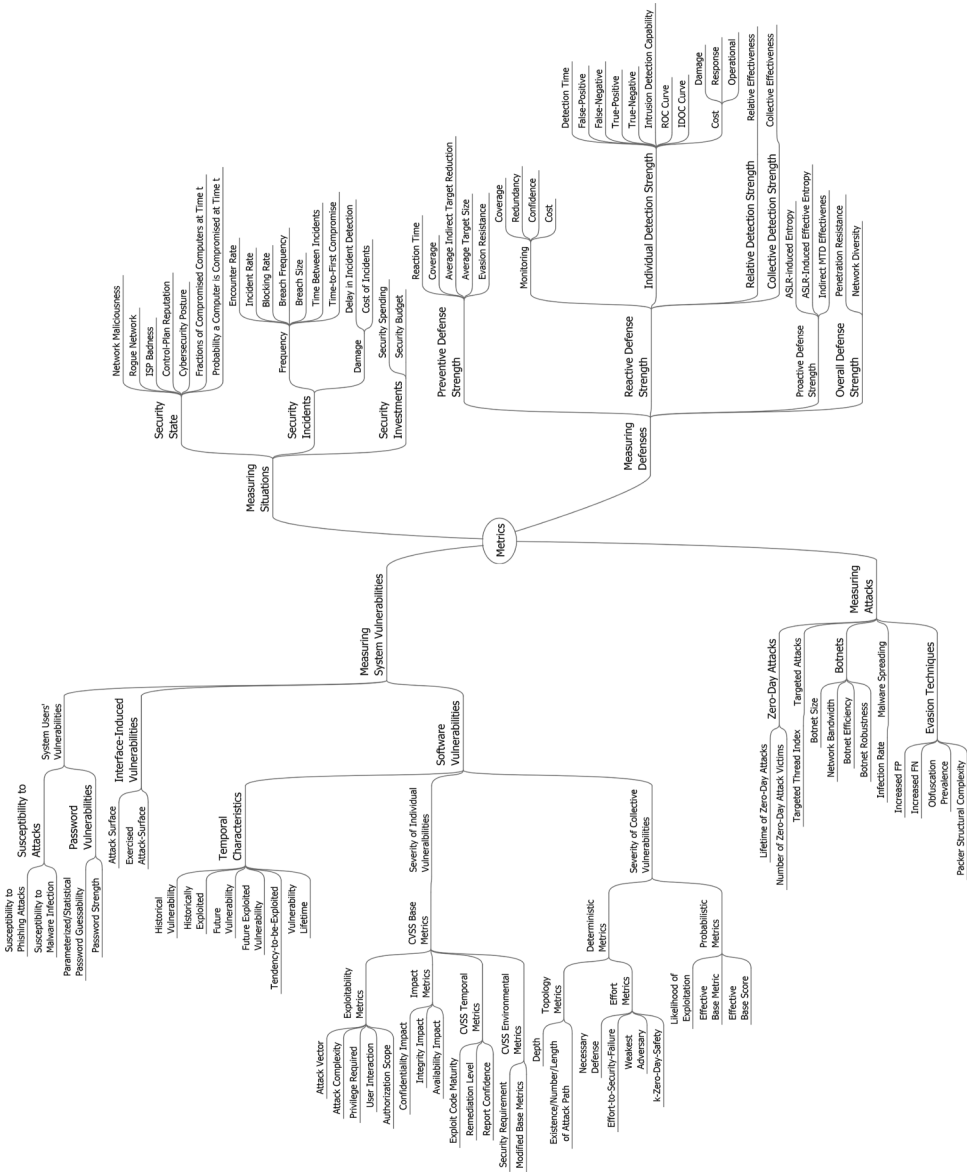 Metrics
Measuring
System Vulnerabilities
System Users'
Vulnerabilities
Susceptibility to
Attacks
Susceptibility to
Phishing Attacks
Susceptibility to
Malware Infection
Password
Vulnerabilities
Parameterized/Statistical
Password Guessability
Password Strength
Interface-Induced
Vulnerabilities
Attack Surface
Exercised
Attack-Surface
Software
Vulnerabilities
Temporal
Characteristics
Historical
Vulnerability
Historically
Exploited
Future
Vulnerability
Future Exploited
Vulnerability
Tendency-to-be-Exploited
Vulnerability
Lifetime
Severity of Individual
Vulneralbilities
CVSS Base
Metrics
Exploitability
Metrics
Attack Vector
Attack Complexity
Privilege Required
User Interaction
Authorization Scope
Impact
Metrics
Confidentiality Impact
Integrity Impact
Availability Impact
CVSS Temporal
Metrics
Exploit Code Maturity
Remediation Level
Report Confidence
CVSS Environmental
Metrics
Security Requirement
Modified Base Metrics
Severity of Collective
Vulnerabilities
Deterministic
Metrics
Topology
Metrics
Depth
Existence/Number/Length
of Attack Path
Effort
Metrics
Necessary
Defense
Effort-to-Security-Failure
Weakest
Adversary
k-Zero-Day-Safety
Probabilistic
Metrics
Likelihood of
Exploitation
Effective
Base Metric
Effective
Base Score
Measuring
Attacks
Zero-Day Attacks
Lifetime of Zero-Day Attacks
Number of Zero-Day Attack Victims
Targeted Attacks
Targeted Thread Index
Botnets
Botnet Size
Network Bandwidth
Botnet Efficiency
Botnet Robustness
Malware Spreading
Infection Rate
Evasion Techniques
Increased FP
Increased FN
Obfuscation
Prevalence
Packer Structural Complexity
Measuring
Situations
Security
State
Network Maliciousness
Rogue Network
ISP Badness
Control-Plan Reputation
Cybersecurity Posture
Fractions of Compromised Computers at Time t
Probability a Computer is Compromised at Time t
Security
Incidents
Frequency
Encounter Rate
Incident Rate
Blocking Rate
Breach Frequency
Breach Size
Time Between Incidents
Time-to-First Compromise
Damage
Delay in Incident Detection
Cost of Incidents
Security
Investments
Security Spending
Security Budget
Measuring
Defenses
Preventive Defense
Strength
Reaction Time
Coverage
Average Indirect Target Reduction
Average Target Size
Evasion Resistance
Reactive Defense
Strength
Monitoring
Coverage
Redundancy
Confidence
Cost
Individual Detection Strength
Detection Time
False-Positive
False-Negative
True-Positive
True-Negative
Intrusion Detection Capability
ROC Curve
IDOC Curve
Cost
Damage
Response
Operational
Relative Detection Strength
Relative Effectiveness
Collective Detection Strength
Collective Effectiveness
Proactive Defense
Strength
ASLR-induced Entropy
ASLR-Induced Effective Entropy
Indirect MTD Effectivenes
Overall Defense
Strength
Penetration Resistance
Network Diversity